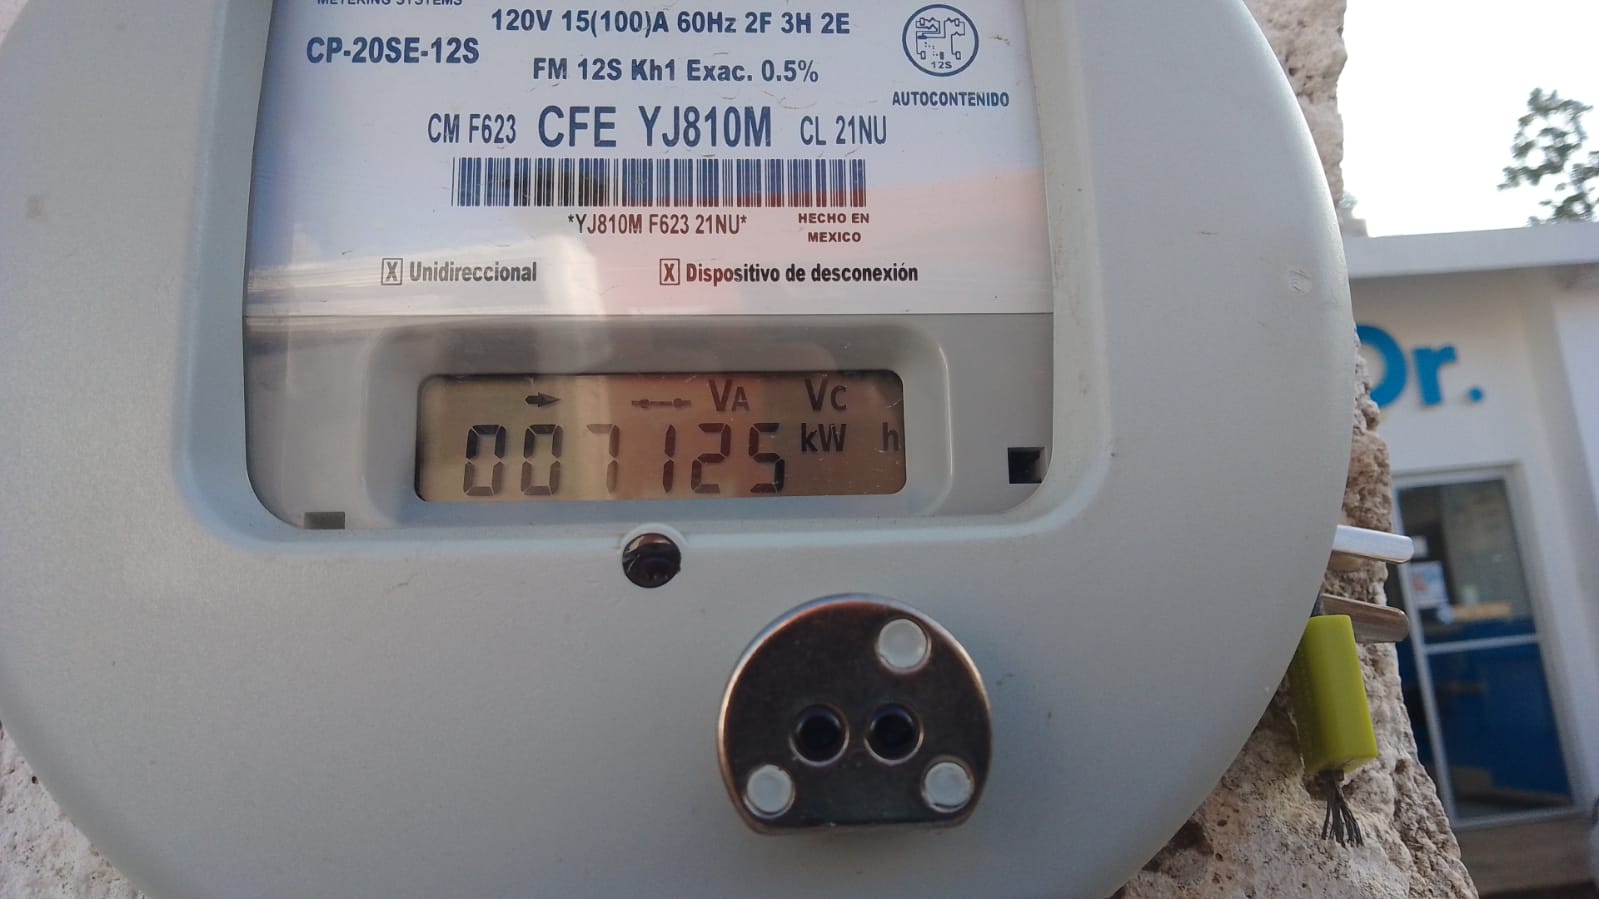 METERING SYSTEMS
120V 15(100)A 60Hz 2F 3H 2E
CP-20SE-12S
FM 12S Kh1 Exac. 0.5%
12S
AUTOCONTENIDO
CM F623 CFE YJ810M CL 21NU
*YJ810M F623 21NU*
HECHO EN
MEXICO
X Unidireccional X Dispositivo de desconexión
VA VC
007125 kW h
Dr.